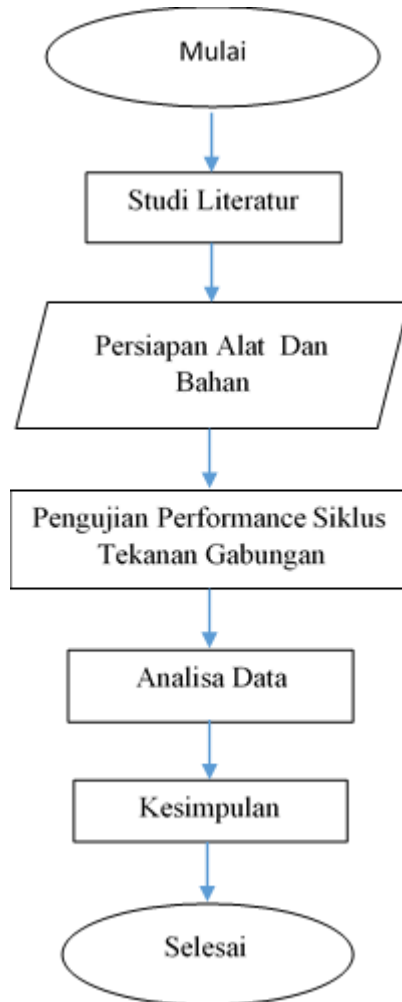 Mulai
Studi Literatur
Persiapan Alat Dan
Bahan
Pengujian Performance Siklus
Tekanan Gabungan
Analisa Data
Kesimpulan
Selesai